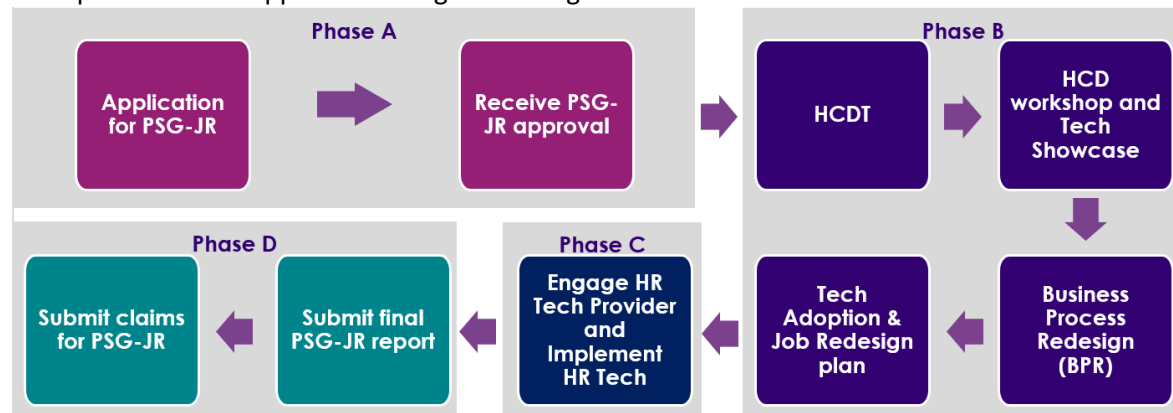 Phase A
Application
for PSG-JR
Receive PSG-
JR approval
Phase B
HCDT
HCD
workshop and
Tech
Showcase
Business
Process
Redesign
(BPR)
Tech
Adoption &
Job Redesign
plan
Phase C
Engage HR
Tech Provider
and
Implement
HR Tech
Phase D
Submit final
PSG-JR report
Submit claims
for PSG-JR